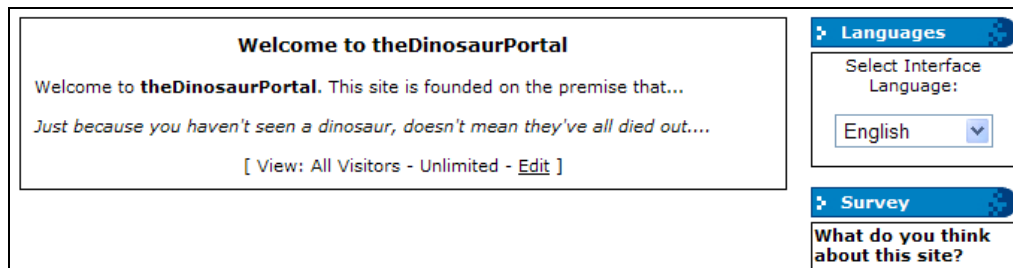 Welcome to theDinosaurPortal
Welcome to theDinosaurPortal. This site is founded on the premise that...
Just because you haven't seen a dinosaur, doesn't mean they've all died out....
[ View: All Visitors - Unlimited - Edit ]
Languages
Select Interface
Language:
English
Survey
What do you think
about this site?